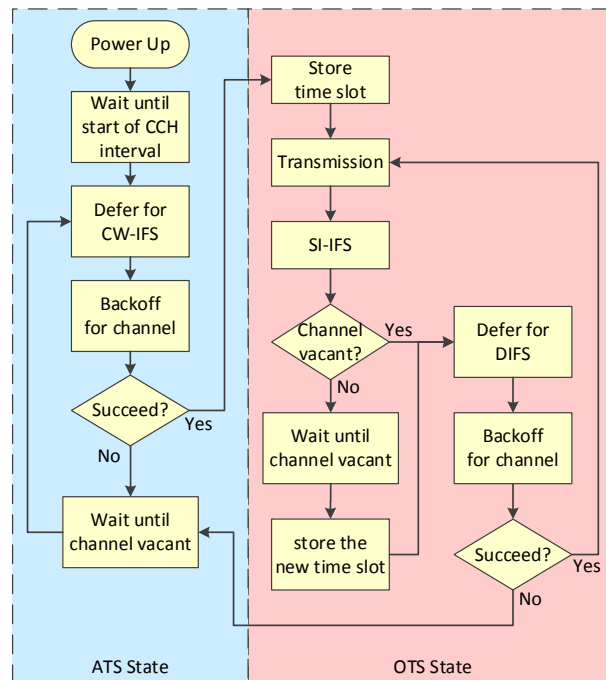 Power Up
Wait until
start of CCH
interval
Defer for
CW-IFS
Backoff
for channel
Succeed?
Yes
No
Wait until
channel vacant
ATS State
Store
time slot
Transmission
SI-IFS
Channel
vacant?
Yes
No
Wait until
channel vacant
store the
new time slot
Defer for
DIFS
Backoff
for channel
Succeed?
Yes
No
OTS State